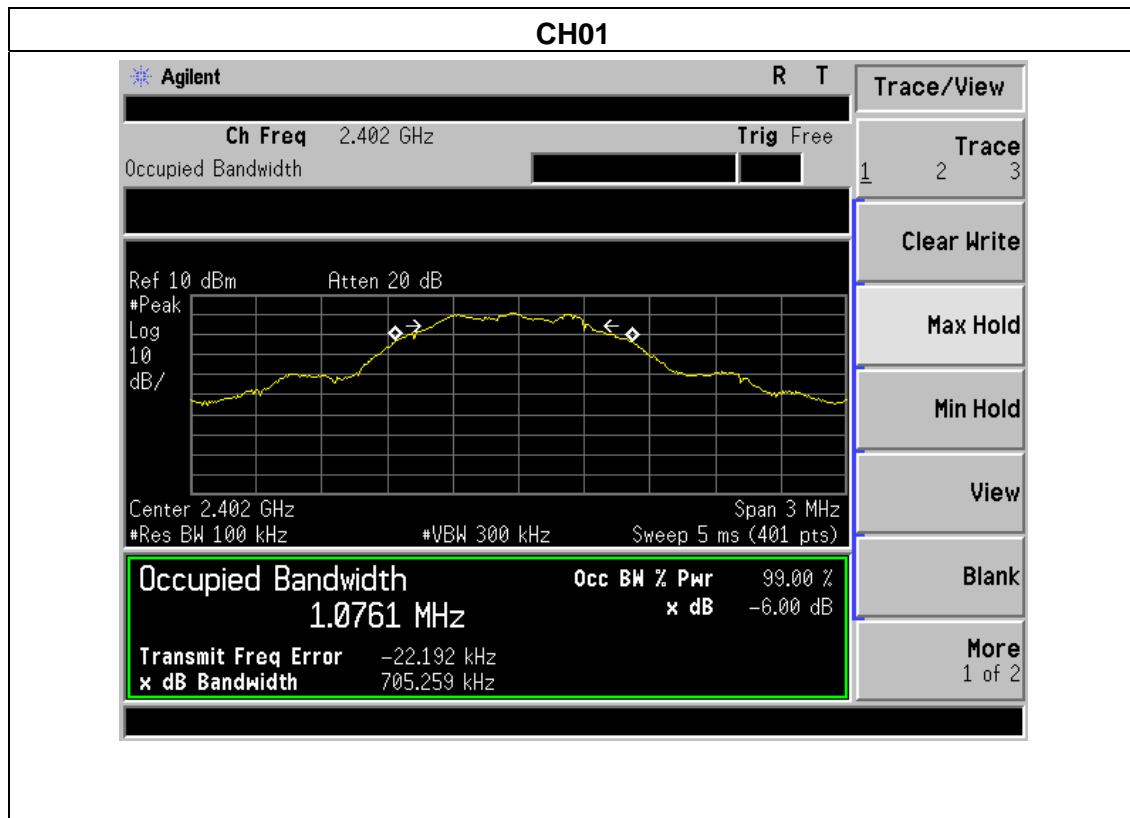 CH01
Agilent R T
Trace/View
Ch Freq 2.402 GHz Trig Free
Occupied Bandwidth
Trace
1 2 3
Clear Write
Max Hold
Min Hold
View
Blank
More
1 of 2
Ref 10 dBm Atten 20 dB
#Peak
Log
10
dB/
Center 2.402 GHz Span 3 MHz
#Res BW 100 kHz #VBW 300 kHz Sweep 5 ms (401 pts)
Occupied Bandwidth Occ BW % Pwr 99.00 %
1.0761 MHz x dB -6.00 dB
Transmit Freq Error -22.192 kHz
x dB Bandwidth 705.259 kHz